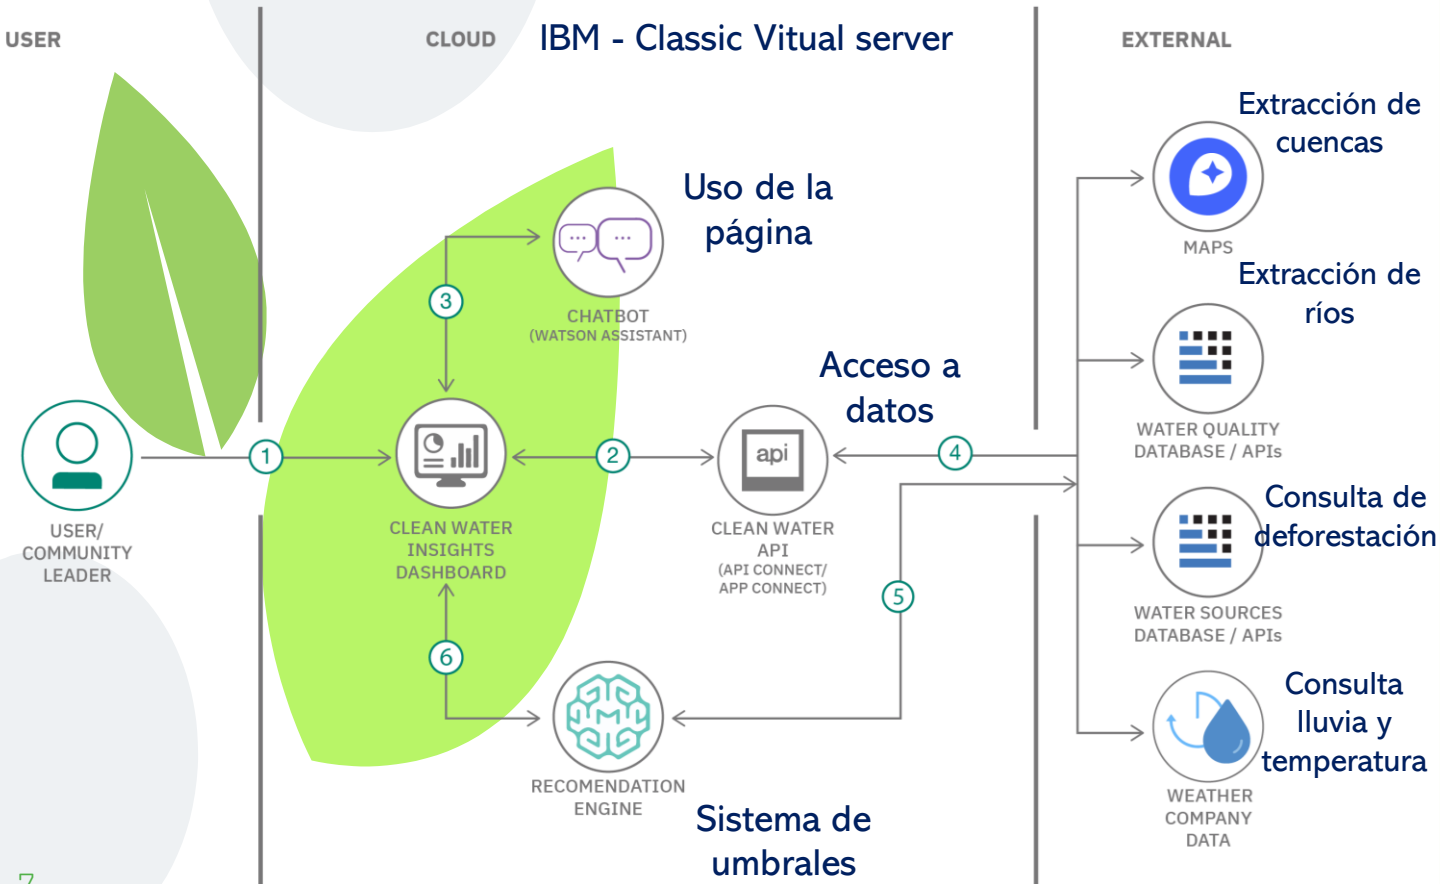 USER
CLOUD
IBM - Classic Vitual server
EXTERNAL
Extracción de
cuencas
MAPS
Uso de la
página
3
CHATBOT
(WATSON ASSISTANT)
Extracción de
ríos
WATER QUALITY
DATABASE / APIs
Acceso a
datos
1
2
api
4
USER/
COMMUNITY
LEADER
CLEAN WATER
INSIGHTS
DASHBOARD
CLEAN WATER
API
(API CONNECT/
APP CONNECT)
Consulta de
deforestación
WATER SOURCES
DATABASE / APIs
5
6
RECOMENDATION
ENGINE
Sistema de
umbrales
Consulta
lluvia y
temperatura
WEATHER
COMPANY
DATA
7